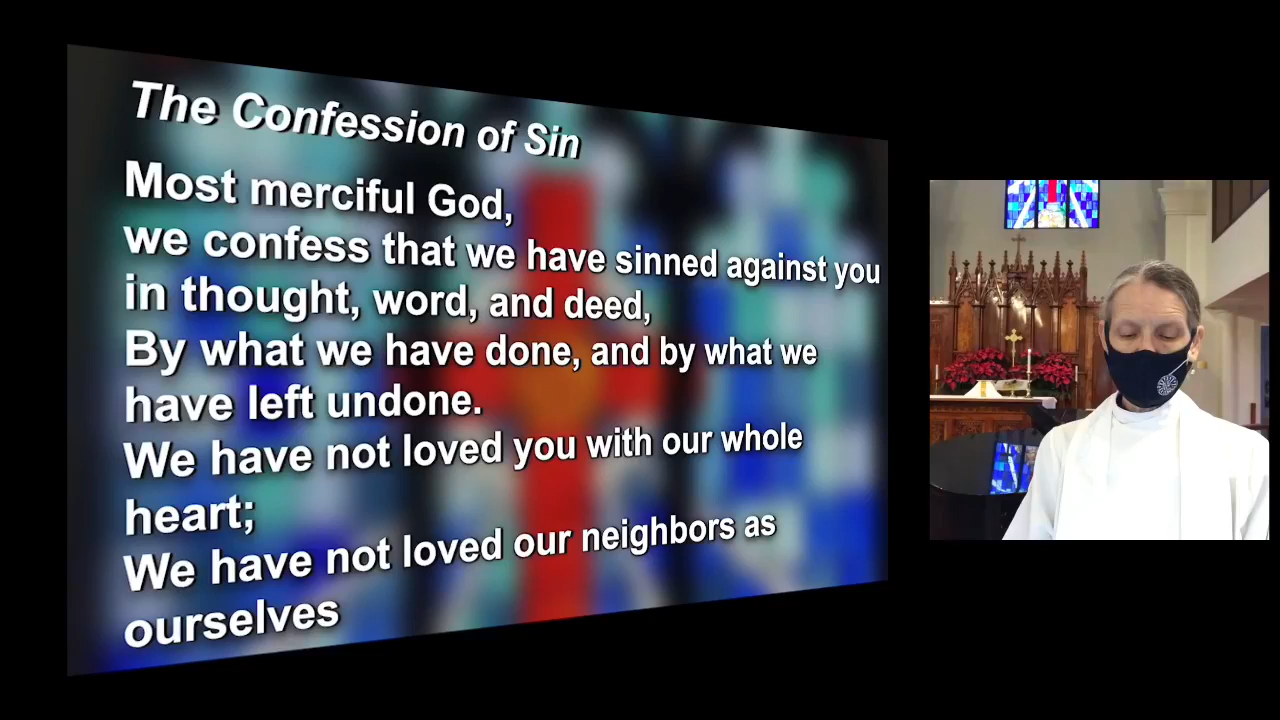 The Confession of Sin
Most merciful God,
we confess that we have sinned against you
in thought, word, and deed,
By what we have done, and by what we
have left undone.
We have not loved you with our whole
heart;
We have not loved our neighbors as
ourselves